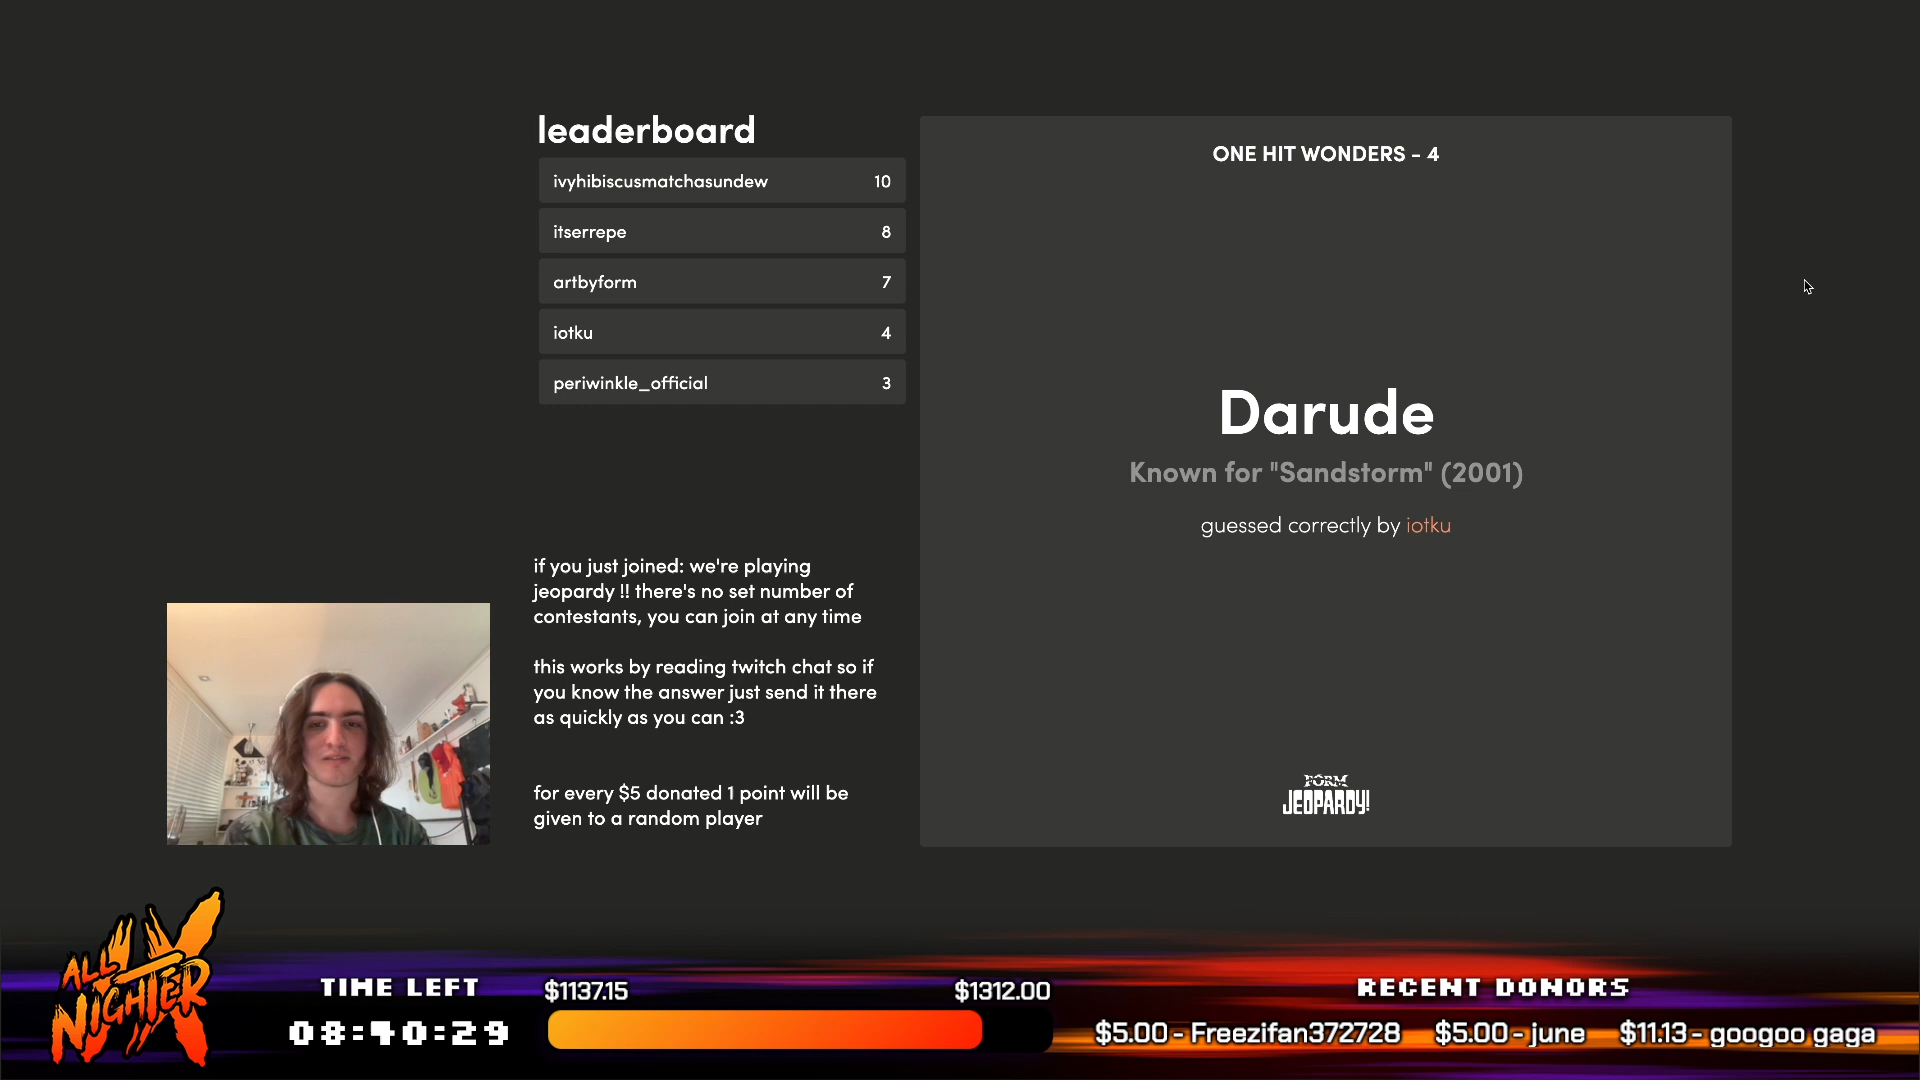 leaderboard
ivyhibiscusmatchasundew 10
itserrepe 8
artbyform 7
iotku 4
periwinkle_official 3
ONE HIT WONDERS - 4
Darude
Known for "Sandstorm" (2001)
guessed correctly by iotku
FORM
JEOPARDY!
if you just joined: we're playing
jeopardy !! there's no set number of
contestants, you can join at any time
this works by reading twitch chat so if
you know the answer just send it there
as quickly as you can :3
for every $5 donated 1 point will be
given to a random player
ALL
NIGHTER
X
TIME LEFT
08:40:29
$1137.15 $1312.00
RECENT DONORS
$5.00 - Freezifan372728 $5.00 - june $11.13 - googoo gaga